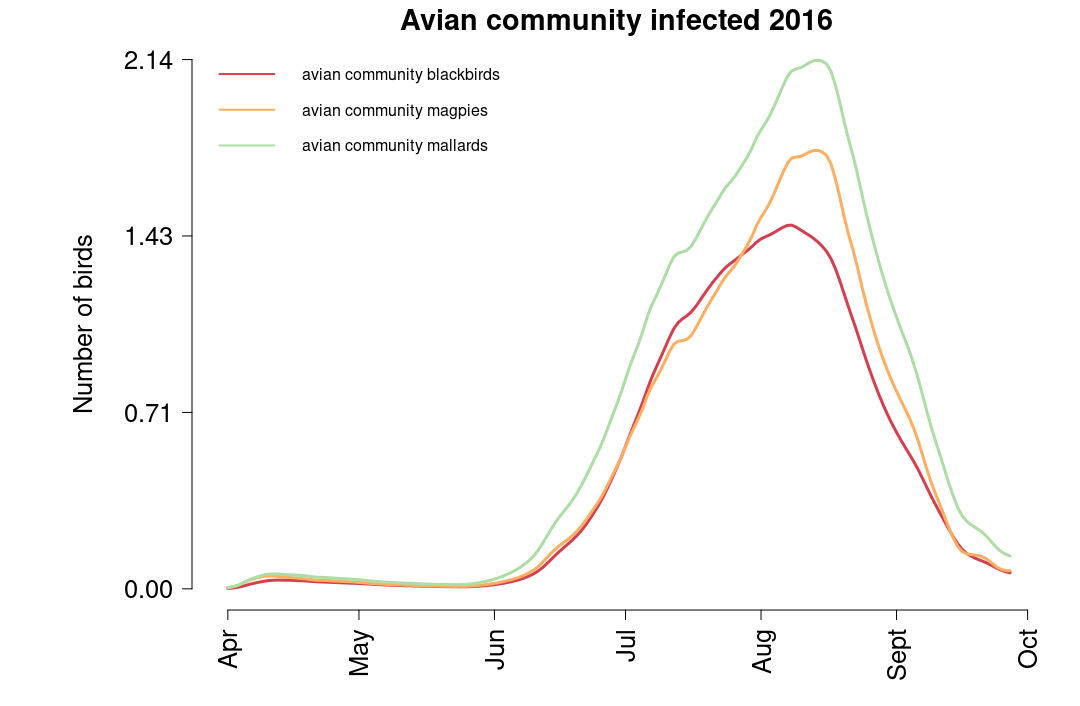 Avian community infected 2016
2.14
avian community blackbirds
avian community magpies
avian community mallards
1.43
Number of birds
0.71
0.00
Apr
May
Jun
Jul
Aug
Sept
Oct